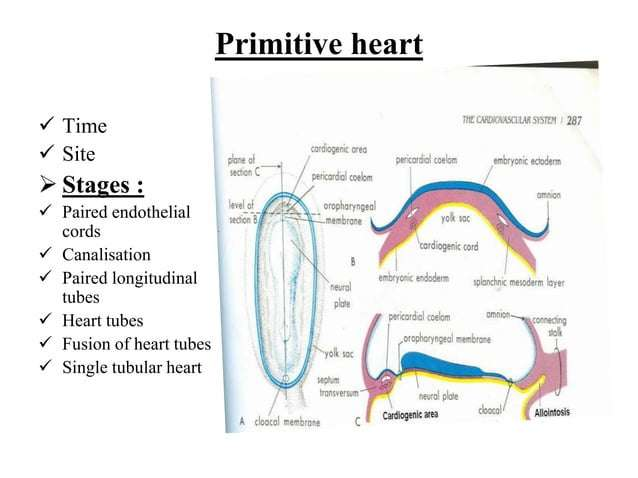 Primitive heart
✓ Time
✓ Site
➢ Stages :
✓ Paired endothelial
cords
✓ Canalisation
✓ Paired longitudinal
tubes
✓ Heart tubes
✓ Fusion of heart tubes
✓ Single tubular heart
THE CARDIOVASCULAR SYSTEM | 287
plane of
section C
cardiogenic area
pericardial coelom
level of
section B
oropharyngeal
membrane
neural
plate
yolk sac
A cloacal membrane
pericardial coelom
embryonic ectoderm
amnion
yolk sac
cardiogenic cord
B
embryonic endoderm
splanchnic mesoderm layer
pericardial coelom
amnion
connecting
stalk
oropharyngeal membrane
septum
transversum
neural plate
cloacal
C
Cardiogenic area
Allointosis